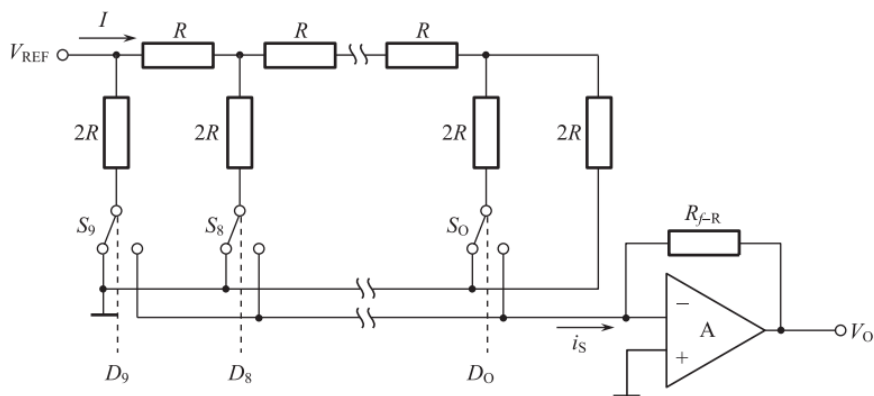 I
R R R
V_REF
2R 2R 2R 2R
S_9 S_8 S_O
R_f–R
−
A
+
V_O
i_S
D_9 D_8 D_O